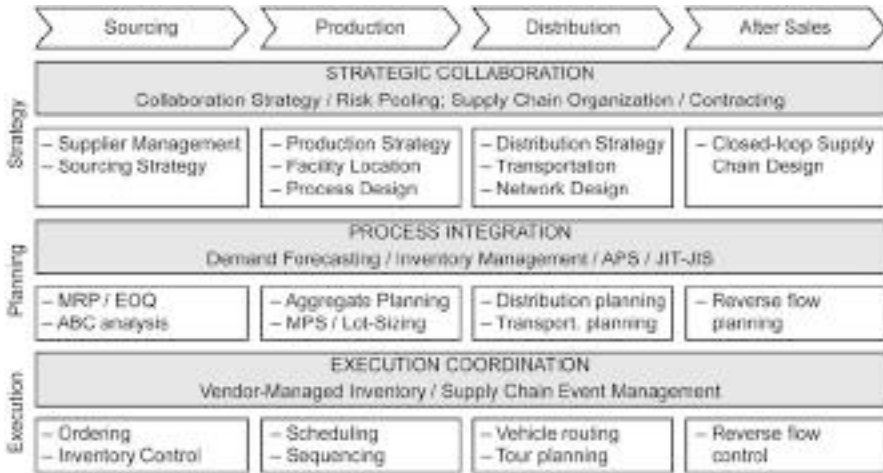 Sourcing
Production
Distribution
After Sales
Strategy
STRATEGIC COLLABORATION
Collaboration Strategy / Risk Pooling; Supply Chain Organization / Contracting
– Supplier Management
– Sourcing Strategy
– Production Strategy
– Facility Location
– Process Design
– Distribution Strategy
– Transportation
– Network Design
– Closed-loop Supply
Chain Design
Planning
PROCESS INTEGRATION
Demand Forecasting / Inventory Management / APS / JIT-JIS
– MRP / EOQ
– ABC analysis
– Aggregate Planning
– MPS / Lot-Sizing
– Distribution planning
– Transport. planning
– Reverse flow
planning
Execution
EXECUTION COORDINATION
Vendor-Managed Inventory / Supply Chain Event Management
– Ordering
– Inventory Control
– Scheduling
– Sequencing
– Vehicle routing
– Tour planning
– Reverse flow
control